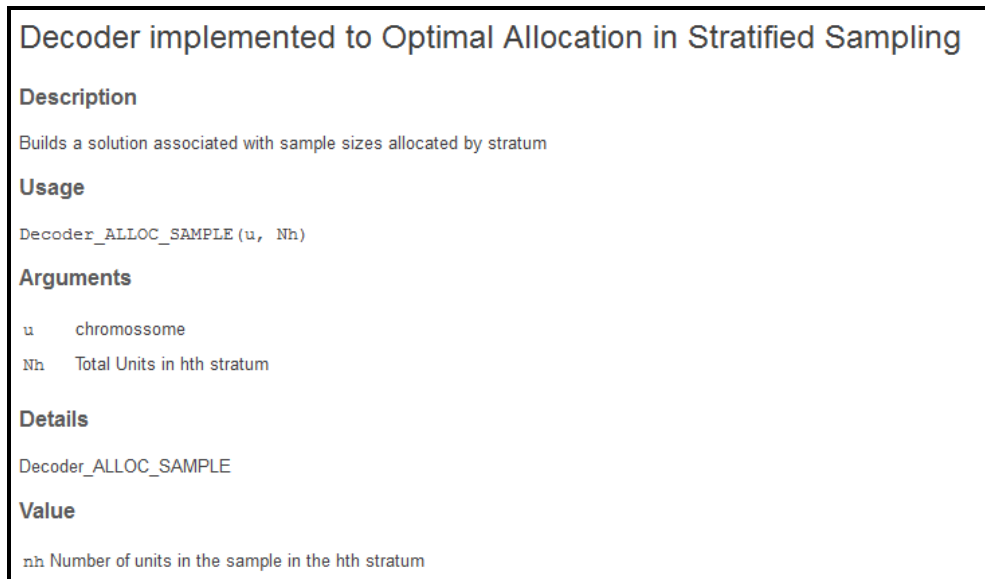 Decoder implemented to Optimal Allocation in Stratified Sampling
Description
Builds a solution associated with sample sizes allocated by stratum
Usage
Decoder_ALLOC_SAMPLE(u, Nh)
Arguments
u chromossome
Nh Total Units in hth stratum
Details
Decoder_ALLOC_SAMPLE
Value
nh Number of units in the sample in the hth stratum